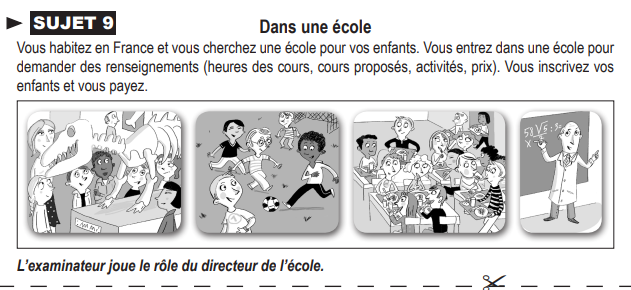 ► SUJET 9
Dans une école
Vous habitez en France et vous cherchez une école pour vos enfants. Vous entrez dans une école pour
demander des renseignements (heures des cours, cours proposés, activités, prix). Vous inscrivez vos
enfants et vous payez.
L’examinateur joue le rôle du directeur de l’école.